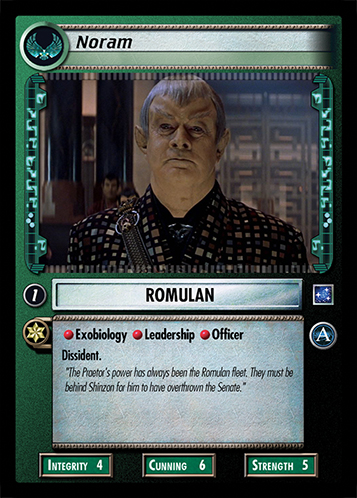 Noram
1
ROMULAN
Exobiology Leadership Officer
A
Dissident.
"The Praetor's power has always been the Romulan fleet. They must be
behind Shinzon for him to have overthrown the Senate."
INTEGRITY 4 CUNNING 6 STRENGTH 5